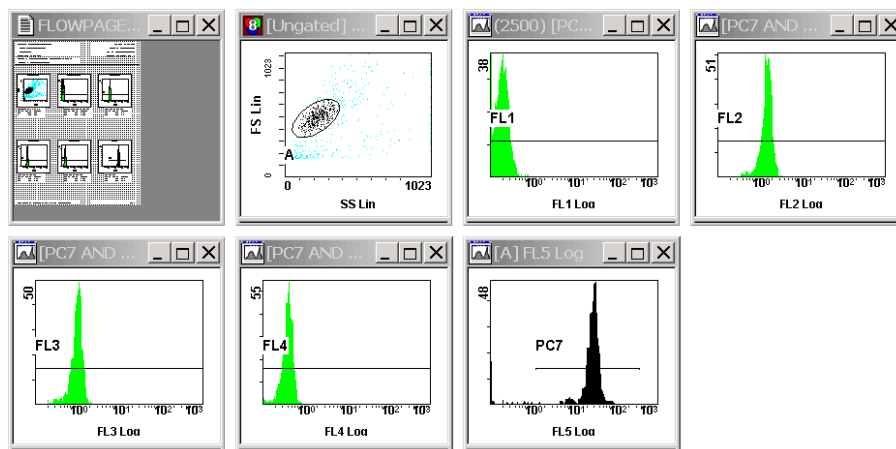 FLOWPAGE...
[Ungated] ...
(2500) [PC...
[PC7 AND ...
1023
FS Lin
0
A
0 1023
SS Lin
38
FL1
10⁰ 10¹ 10² 10³
FL1 Log
51
FL2
10⁰ 10¹ 10² 10³
FL2 Log
[PC7 AND ...
[PC7 AND ...
[A] FL5 Log
50
FL3
10⁰ 10¹ 10² 10³
FL3 Log
55
FL4
10⁰ 10¹ 10² 10³
FL4 Log
48
PC7
10⁰ 10¹ 10² 10³
FL5 Log